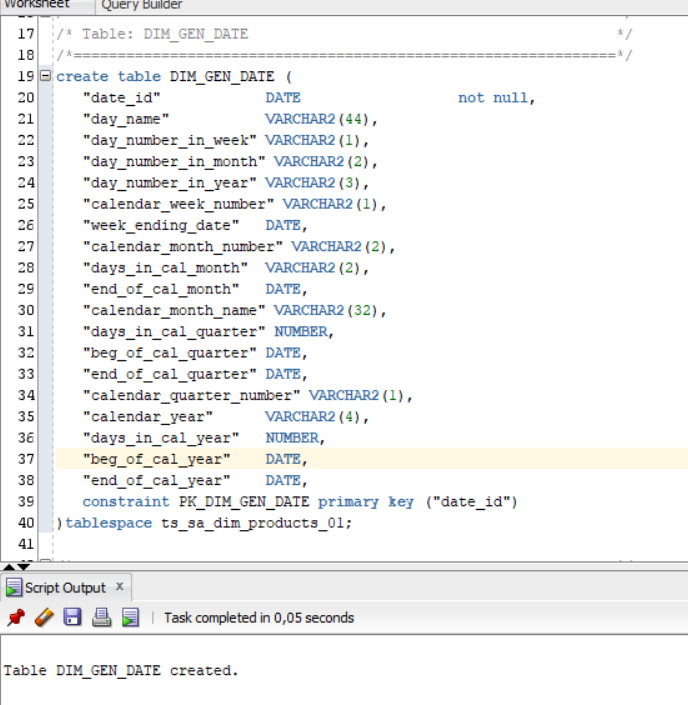 Worksheet Query Builder
17 /* Table: DIM_GEN_DATE */
18 /*==============================================================*/
19 create table DIM_GEN_DATE (
20 "date_id" DATE not null,
21 "day_name" VARCHAR2(44),
22 "day_number_in_week" VARCHAR2(1),
23 "day_number_in_month" VARCHAR2(2),
24 "day_number_in_year" VARCHAR2(3),
25 "calendar_week_number" VARCHAR2(1),
26 "week_ending_date" DATE,
27 "calendar_month_number" VARCHAR2(2),
28 "days_in_cal_month" VARCHAR2(2),
29 "end_of_cal_month" DATE,
30 "calendar_month_name" VARCHAR2(32),
31 "days_in_cal_quarter" NUMBER,
32 "beg_of_cal_quarter" DATE,
33 "end_of_cal_quarter" DATE,
34 "calendar_quarter_number" VARCHAR2(1),
35 "calendar_year" VARCHAR2(4),
36 "days_in_cal_year" NUMBER,
37 "beg_of_cal_year" DATE,
38 "end_of_cal_year" DATE,
39 constraint PK_DIM_GEN_DATE primary key ("date_id")
40 )tablespace ts_sa_dim_products_01;
41
Script Output x
Task completed in 0,05 seconds
Table DIM_GEN_DATE created.